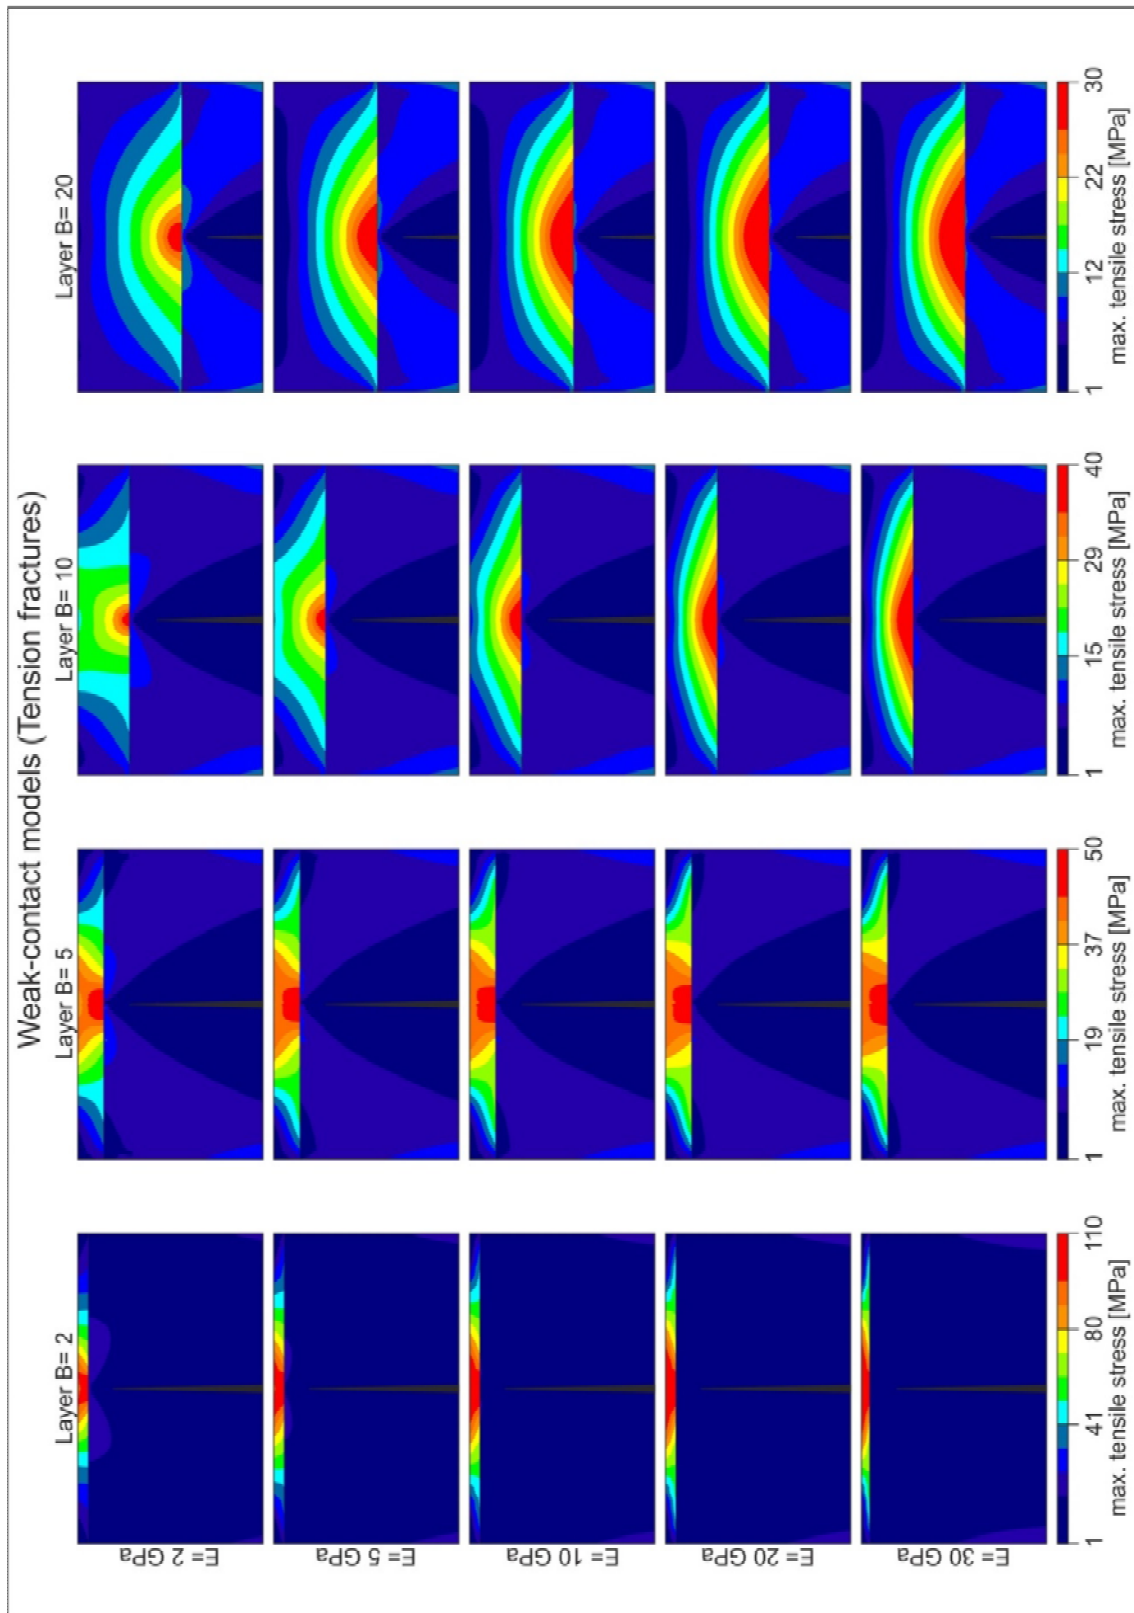 Weak-contact models (Tension fractures)
Layer B= 2
Layer B= 5
Layer B= 10
Layer B= 20
E= 2 GPa
E= 5 GPa
E= 10 GPa
E= 20 GPa
E= 30 GPa
1 41 80 110
max. tensile stress [MPa]
1 19 37 50
max. tensile stress [MPa]
1 15 29 40
max. tensile stress [MPa]
1 12 22 30
max. tensile stress [MPa]